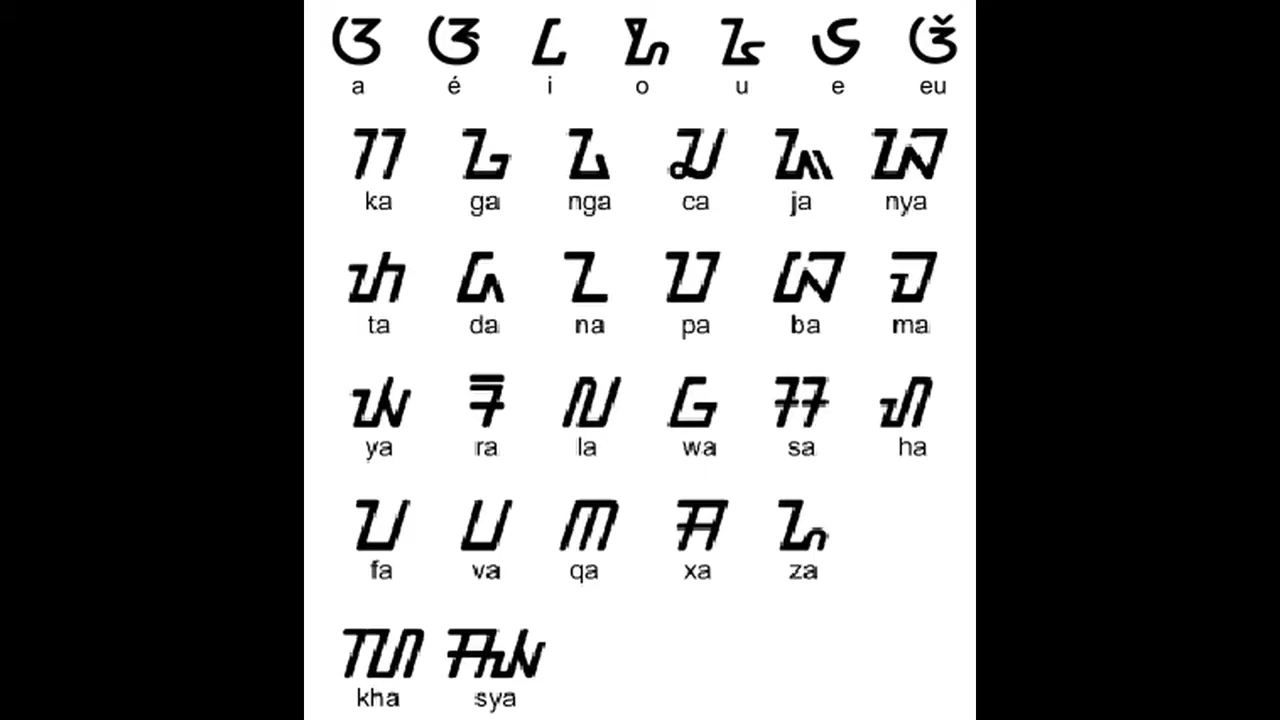 ᮃ ᮆ ᮄ ᮇ ᮅ ᮈ ᮉ
a é i o u e eu
ᮊ ᮌ ᮍ ᮎ ᮏ ᮑ
ka ga nga ca ja nya
ᮒ ᮓ ᮔ ᮕ ᮘ ᮙ
ta da na pa ba ma
ᮚ ᮛ ᮜ ᮝ ᮞ ᮠ
ya ra la wa sa ha
ᮖ ᮗ ᮋ ᮟ ᮐ
fa va qa xa za
ᮮ ᮯ
kha sya